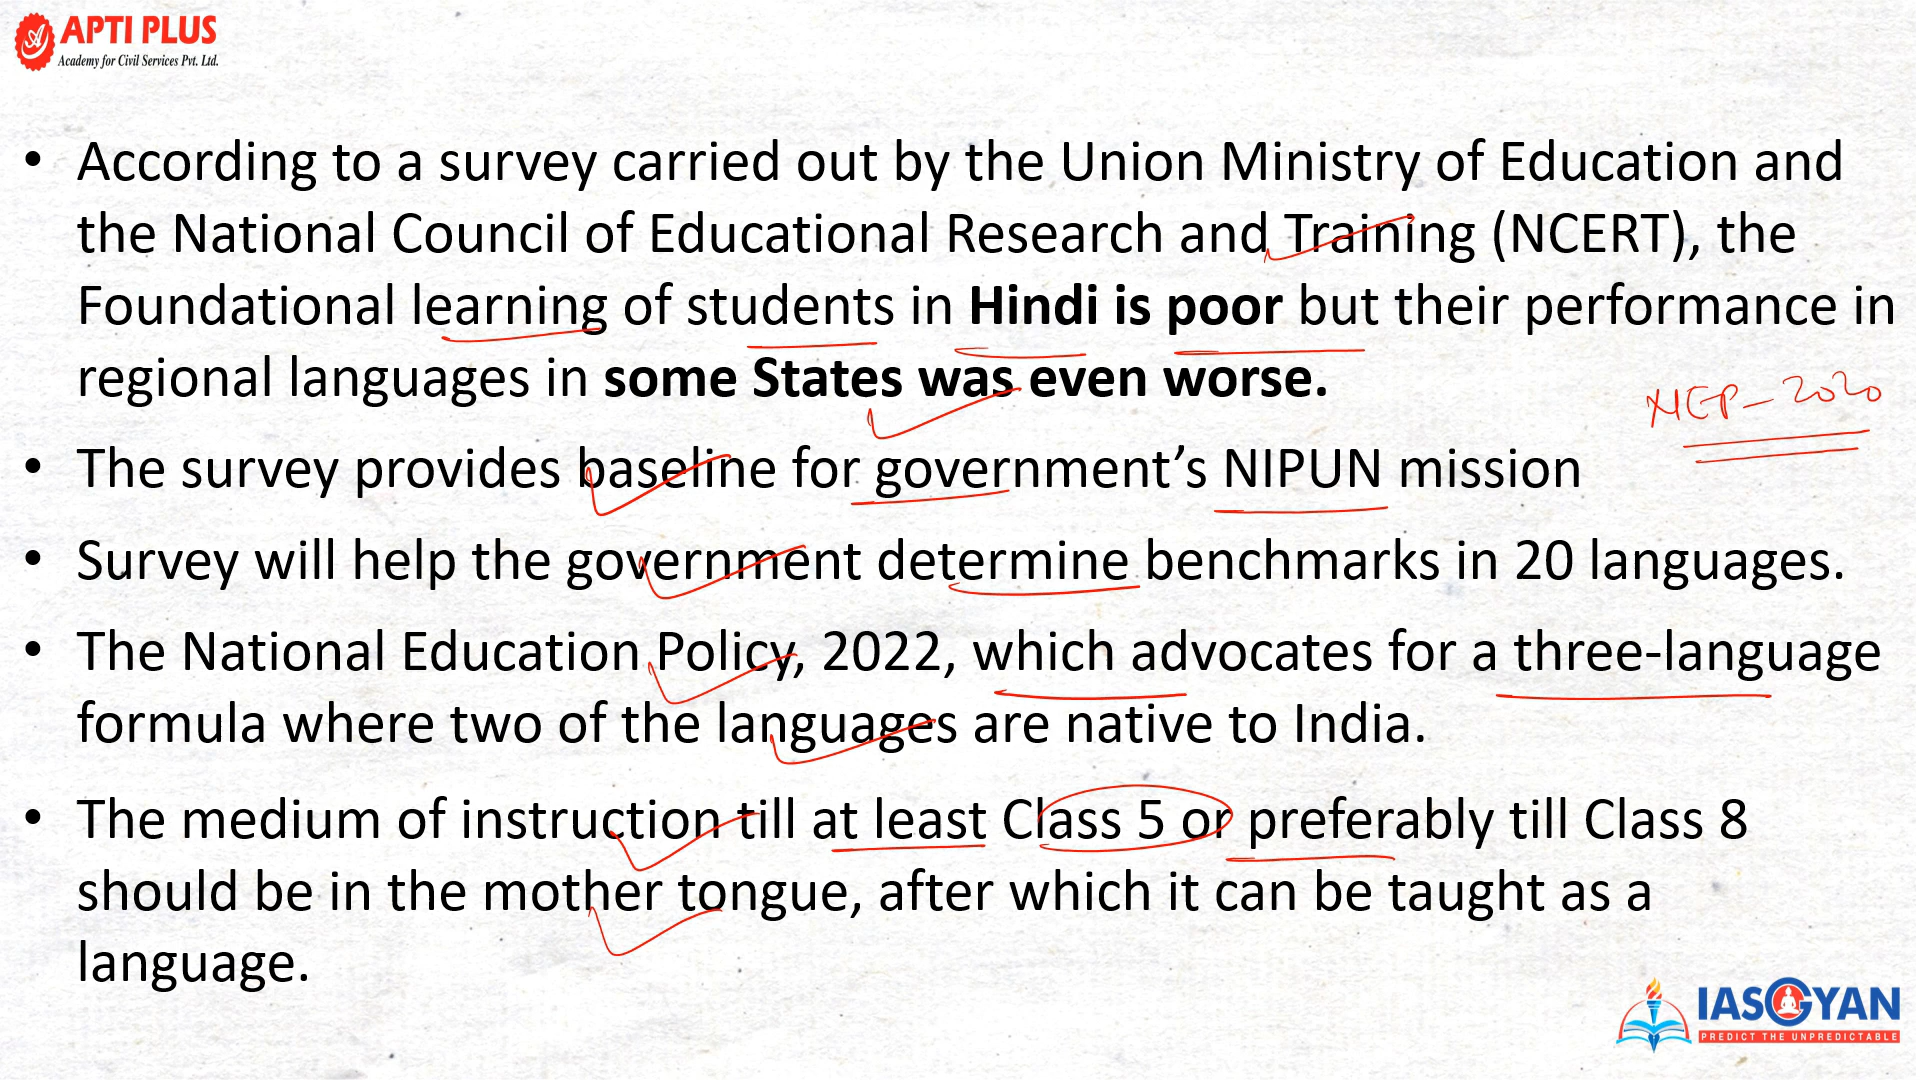 APTI PLUS
Academy for Civil Services Pvt. Ltd.
• According to a survey carried out by the Union Ministry of Education and
the National Council of Educational Research and Training (NCERT), the
Foundational learning of students in Hindi is poor but their performance in
regional languages in some States was even worse.
NEP-2020
• The survey provides baseline for government's NIPUN mission
• Survey will help the government determine benchmarks in 20 languages.
• The National Education Policy, 2022, which advocates for a three-language
formula where two of the languages are native to India.
• The medium of instruction till at least Class 5 or preferably till Class 8
should be in the mother tongue, after which it can be taught as a
language.
IASGYAN
PREDICT THE UNPREDICTABLE